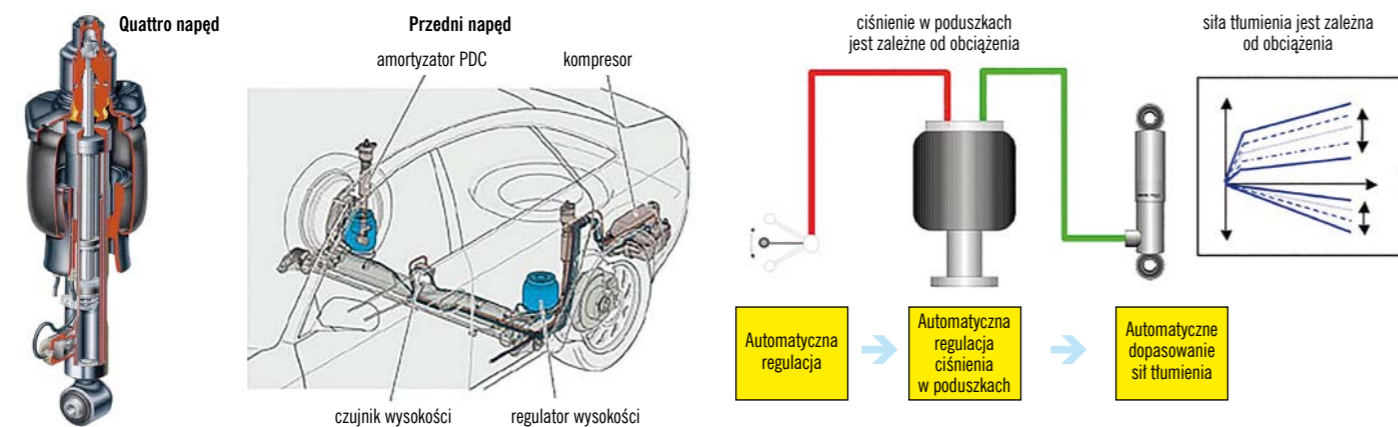 Quattro napęd
Przedni napęd
amortyzator PDC
kompresor
czujnik wysokości
regulator wysokości
ciśnienie w poduszkach
jest zależne od obciążenia
siła tłumienia jest zależna
od obciążenia
Automatyczna
regulacja
Automatyczna
regulacja
ciśnienia
w poduszkach
Automatyczne
dopasowanie
sił tłumienia